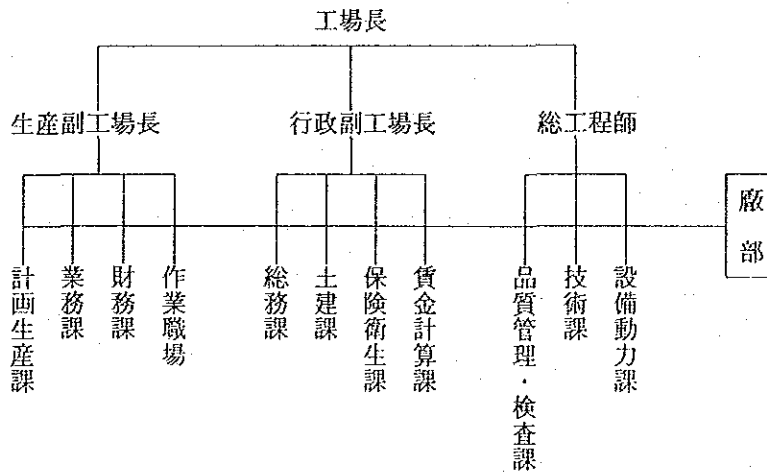 工場長
生産副工場長
行政副工場長
総工程師
計画生産課
業務課
財務課
作業職場
総務課
土建課
保険衛生課
賃金計算課
品質管理・検査課
技術課
設備動力課
廠部